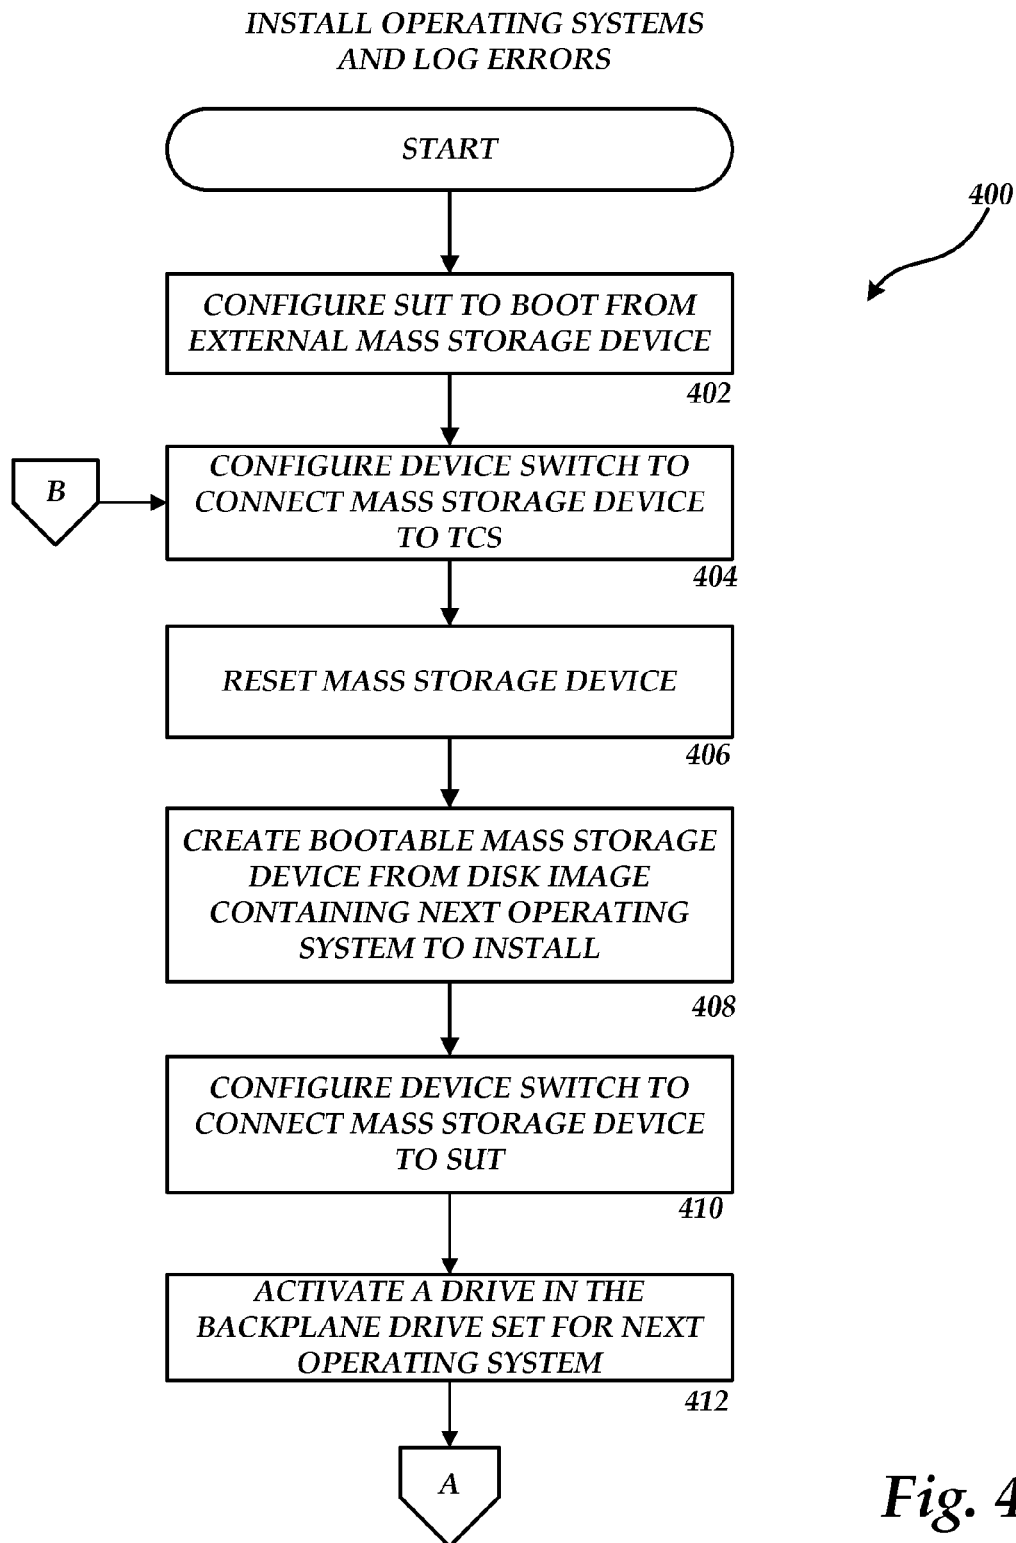 INSTALL OPERATING SYSTEMS
AND LOG ERRORS
START
400
CONFIGURE SUT TO BOOT FROM
EXTERNAL MASS STORAGE DEVICE
402
B
CONFIGURE DEVICE SWITCH TO
CONNECT MASS STORAGE DEVICE
TO TCS
404
RESET MASS STORAGE DEVICE
406
CREATE BOOTABLE MASS STORAGE
DEVICE FROM DISK IMAGE
CONTAINING NEXT OPERATING
SYSTEM TO INSTALL
408
CONFIGURE DEVICE SWITCH TO
CONNECT MASS STORAGE DEVICE
TO SUT
410
ACTIVATE A DRIVE IN THE
BACKPLANE DRIVE SET FOR NEXT
OPERATING SYSTEM
412
A
Fig. 4